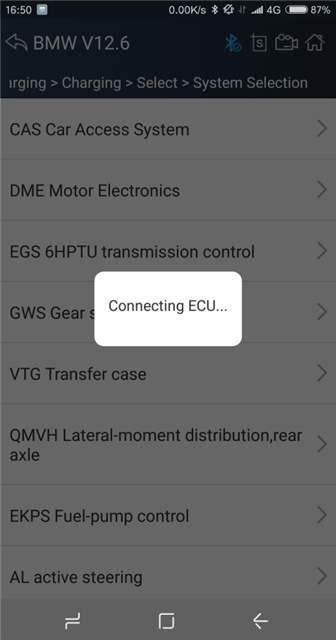 16:50 0.00K/s 4G 87%
BMW V12.6
S
arging > Charging > Select > System Selection
CAS Car Access System
DME Motor Electronics
EGS 6HPTU transmission control
GWS Gear s
Connecting ECU...
VTG Transfer case
QMVH Lateral-moment distribution,rear
axle
EKPS Fuel-pump control
AL active steering